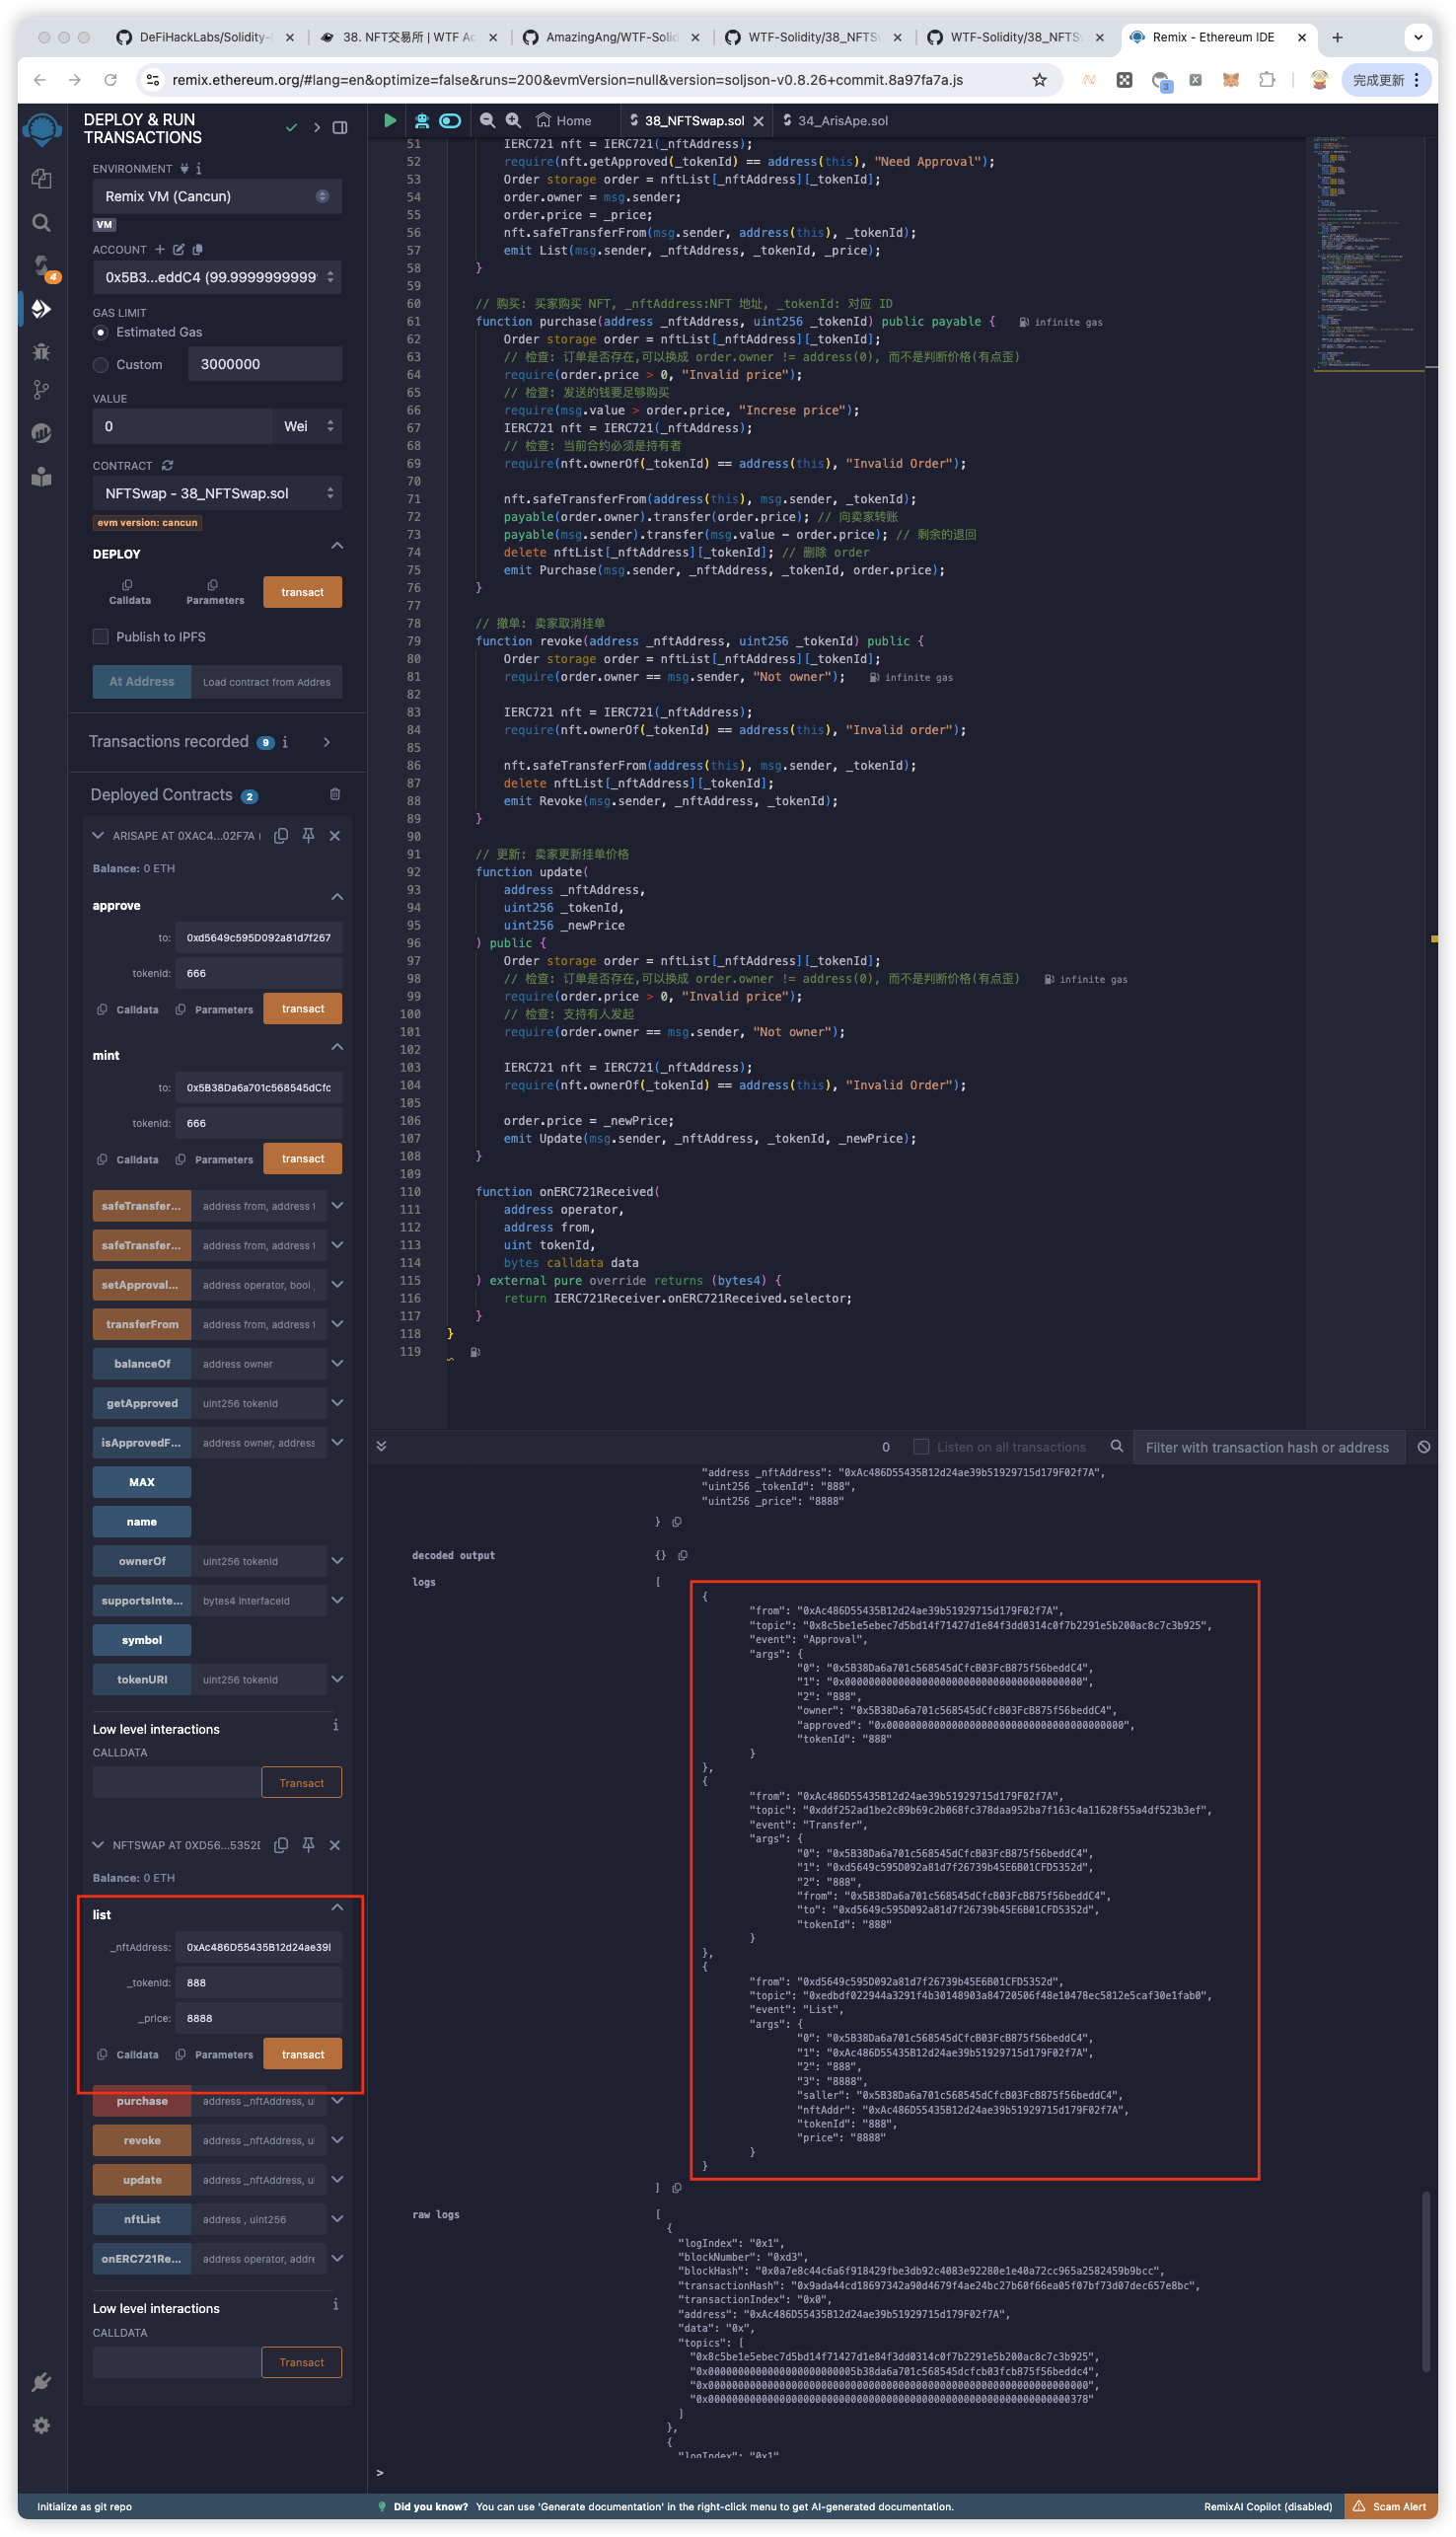 DeFiHackLabs/Solidity-
38. NFT交易所 | WTF Ac
AmazingAng/WTF-Solid
WTF-Solidity/38_NFTS
WTF-Solidity/38_NFTS
Remix - Ethereum IDE
remix.ethereum.org/#lang=en&optimize=false&runs=200&evmVersion=null&version=soljson-v0.8.26+commit.8a97fa7a.js
3
完成更新
DEPLOY & RUN
TRANSACTIONS
ENVIRONMENT
Remix VM (Cancun)
VM
ACCOUNT
0x5B3...eddC4 (99.9999999999
4
GAS LIMIT
Estimated Gas
Custom
3000000
VALUE
0
Wei
CONTRACT
NFTSwap - 38_NFTSwap.sol
evm version: cancun
DEPLOY
Calldata
Parameters
transact
Publish to IPFS
At Address
Load contract from Addres
Transactions recorded 9
Deployed Contracts 2
ARISAPE AT 0XAC4...02F7A (
Balance: 0 ETH
approve
to: 0xd5649c595D092a81d7f267
tokenId: 666
Calldata Parameters transact
mint
to: 0x5B38Da6a701c568545dCfc
tokenId: 666
Calldata Parameters transact
safeTransfer... address from, address t
safeTransfer... address from, address t
setApproval... address operator, bool
transferFrom address from, address t
balanceOf address owner
getApproved uint256 tokenId
isApprovedF... address owner, address
MAX
name
ownerOf uint256 tokenId
supportsInte... bytes4 interfaceId
symbol
tokenURI uint256 tokenId
Low level interactions
CALLDATA
Transact
NFTSWAP AT 0XD56...5352D
Balance: 0 ETH
list
_nftAddress: 0xAc486D55435B12d24ae39I
_tokenId: 888
_price: 8888
Calldata Parameters transact
purchase address _nftAddress, ui
revoke address _nftAddress, ui
update address _nftAddress, ui
nftList address , uint256
onERC721Re... address operator, addre
Low level interactions
CALLDATA
Transact
Home
38_NFTSwap.sol
34_ArisApe.sol
51 IERC721 nft = IERC721(_nftAddress);
52 require(nft.getApproved(_tokenId) == address(this), "Need Approval");
53 Order storage order = nftList[_nftAddress][_tokenId];
54 order.owner = msg.sender;
55 order.price = _price;
56 nft.safeTransferFrom(msg.sender, address(this), _tokenId);
57 emit List(msg.sender, _nftAddress, _tokenId, _price);
58 }
59
60 // 购买: 买家购买 NFT, _nftAddress:NFT 地址, _tokenId: 对应 ID
61 function purchase(address _nftAddress, uint256 _tokenId) public payable { infinite gas
62 Order storage order = nftList[_nftAddress][_tokenId];
63 // 检查: 订单是否存在,可以换成 order.owner != address(0), 而不是判断价格(有点歪)
64 require(order.price > 0, "Invalid price");
65 // 检查: 发送的钱要足够购买
66 require(msg.value > order.price, "Increse price");
67 IERC721 nft = IERC721(_nftAddress);
68 // 检查: 当前合约必须是持有者
69 require(nft.ownerOf(_tokenId) == address(this), "Invalid Order");
70
71 nft.safeTransferFrom(address(this), msg.sender, _tokenId);
72 payable(order.owner).transfer(order.price); // 向卖家转账
73 payable(msg.sender).transfer(msg.value - order.price); // 剩余的退回
74 delete nftList[_nftAddress][_tokenId]; // 删除 order
75 emit Purchase(msg.sender, _nftAddress, _tokenId, order.price);
76 }
77
78 // 撤单: 卖家取消挂单
79 function revoke(address _nftAddress, uint256 _tokenId) public {
80 Order storage order = nftList[_nftAddress][_tokenId];
81 require(order.owner == msg.sender, "Not owner"); infinite gas
82
83 IERC721 nft = IERC721(_nftAddress);
84 require(nft.ownerOf(_tokenId) == address(this), "Invalid order");
85
86 nft.safeTransferFrom(address(this), msg.sender, _tokenId);
87 delete nftList[_nftAddress][_tokenId];
88 emit Revoke(msg.sender, _nftAddress, _tokenId);
89 }
90
91 // 更新: 卖家更新挂单价格
92 function update(
93 address _nftAddress,
94 uint256 _tokenId,
95 uint256 _newPrice
96 ) public {
97 Order storage order = nftList[_nftAddress][_tokenId];
98 // 检查: 订单是否存在,可以换成 order.owner != address(0), 而不是判断价格(有点歪) infinite gas
99 require(order.price > 0, "Invalid price");
100 // 检查: 支持有人发起
101 require(order.owner == msg.sender, "Not owner");
102
103 IERC721 nft = IERC721(_nftAddress);
104 require(nft.ownerOf(_tokenId) == address(this), "Invalid Order");
105
106 order.price = _newPrice;
107 emit Update(msg.sender, _nftAddress, _tokenId, _newPrice);
108 }
109
110 function onERC721Received(
111 address operator,
112 address from,
113 uint tokenId,
114 bytes calldata data
115 ) external pure override returns (bytes4) {
116 return IERC721Receiver.onERC721Received.selector;
117 }
118 }
119
0 Listen on all transactions Filter with transaction hash or address
"address _nftAddress": "0xAc486D55435B12d24ae39b51929715d179F02f7A",
"uint256 _tokenId": "888",
"uint256 _price": "8888"
}
decoded output {}
logs [
{
"from": "0xAc486D55435B12d24ae39b51929715d179F02f7A",
"topic": "0x8c5be1e5ebec7d5bd14f71427d1e84f3dd0314c0f7b2291e5b200ac8c7c3b925",
"event": "Approval",
"args": {
"0": "0x5B38Da6a701c568545dCfcB03FcB875f56beddC4",
"1": "0x0000000000000000000000000000000000000000",
"2": "888",
"owner": "0x5B38Da6a701c568545dCfcB03FcB875f56beddC4",
"approved": "0x0000000000000000000000000000000000000000",
"tokenId": "888"
}
},
{
"from": "0xAc486D55435B12d24ae39b51929715d179F02f7A",
"topic": "0xddf252ad1be2c89b69c2b068fc378daa952ba7f163c4a11628f55a4df523b3ef",
"event": "Transfer",
"args": {
"0": "0x5B38Da6a701c568545dCfcB03FcB875f56beddC4",
"1": "0xd5649c595D092a81d7f26739b45E6B01CFD5352d",
"2": "888",
"from": "0x5B38Da6a701c568545dCfcB03FcB875f56beddC4",
"to": "0xd5649c595D092a81d7f26739b45E6B01CFD5352d",
"tokenId": "888"
}
},
{
"from": "0xd5649c595D092a81d7f26739b45E6B01CFD5352d",
"topic": "0xedbdf022944a3291f4b30148903a84720506f48e10478ec5812e5caf30e1fab0",
"event": "List",
"args": {
"0": "0x5B38Da6a701c568545dCfcB03FcB875f56beddC4",
"1": "0xAc486D55435B12d24ae39b51929715d179F02f7A",
"2": "888",
"3": "8888",
"saller": "0x5B38Da6a701c568545dCfcB03FcB875f56beddC4",
"nftAddr": "0xAc486D55435B12d24ae39b51929715d179F02f7A",
"tokenId": "888",
"price": "8888"
}
}
]
raw logs [
{
"logIndex": "0x1",
"blockNumber": "0xd3",
"blockHash": "0x0a7e8c44c6a6f918429fbe3db92c4083e92280e1e40a72cc965a2582459b9bcc",
"transactionHash": "0x9ada44cd18697342a90d4679f4ae24bc27b60f66ea05f07bf73d07dec657e8bc",
"transactionIndex": "0x0",
"address": "0xAc486D55435B12d24ae39b51929715d179F02f7A",
"data": "0x",
"topics": [
"0x8c5be1e5ebec7d5bd14f71427d1e84f3dd0314c0f7b2291e5b200ac8c7c3b925",
"0x0000000000000000000000005b38da6a701c568545dcfcb03fcb875f56beddc4",
"0x0000000000000000000000000000000000000000000000000000000000000000",
"0x0000000000000000000000000000000000000000000000000000000000000378"
]
},
{
"logIndex": "0x1"
>
Initialize as git repo
Did you know? You can use 'Generate documentation' in the right-click menu to get AI-generated documentation.
RemixAI Copilot (disabled)
Scam Alert